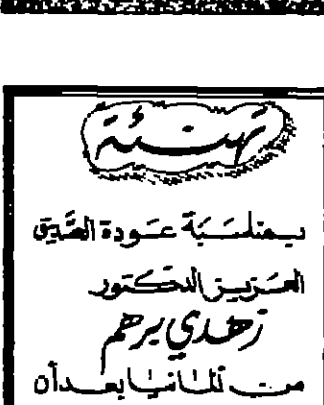 تهنئة
بمناسبة عودة الصديق
العزيز الدكتور
زهدي برهم
من ألمانيا بعد أن